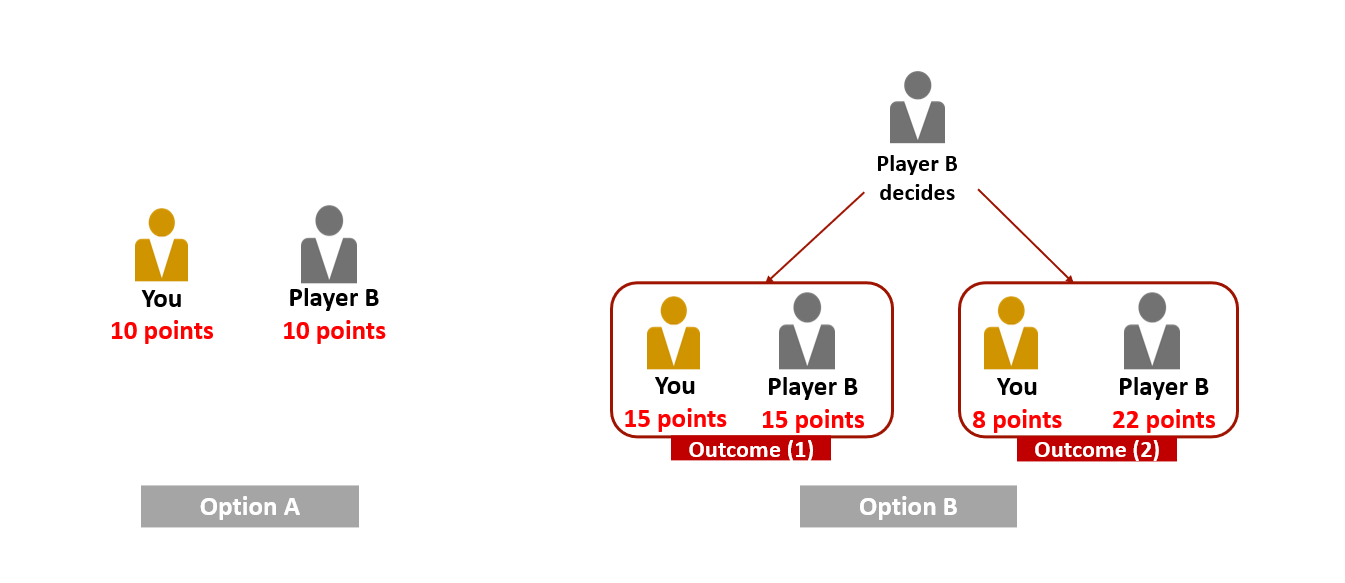 You
10 points
Player B
10 points
Option A
Player B
decides
You
15 points
Player B
15 points
Outcome (1)
You
8 points
Player B
22 points
Outcome (2)
Option B